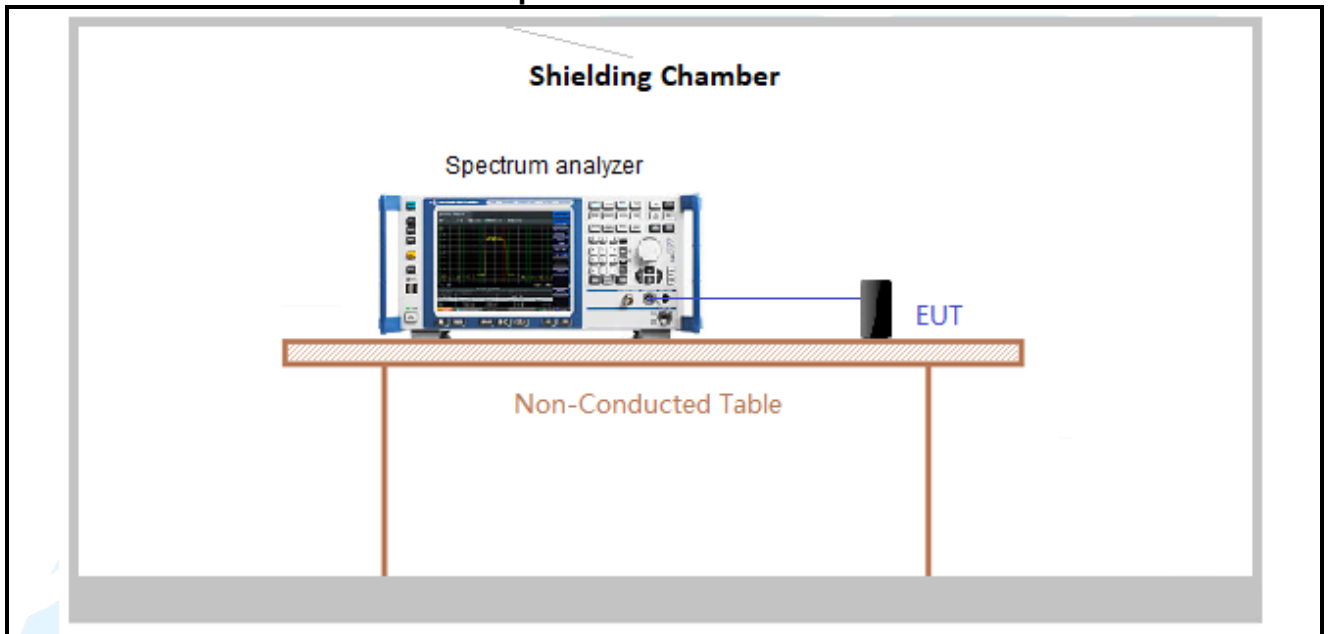 Shielding Chamber
Spectrum analyzer
EUT
Non-Conducted Table